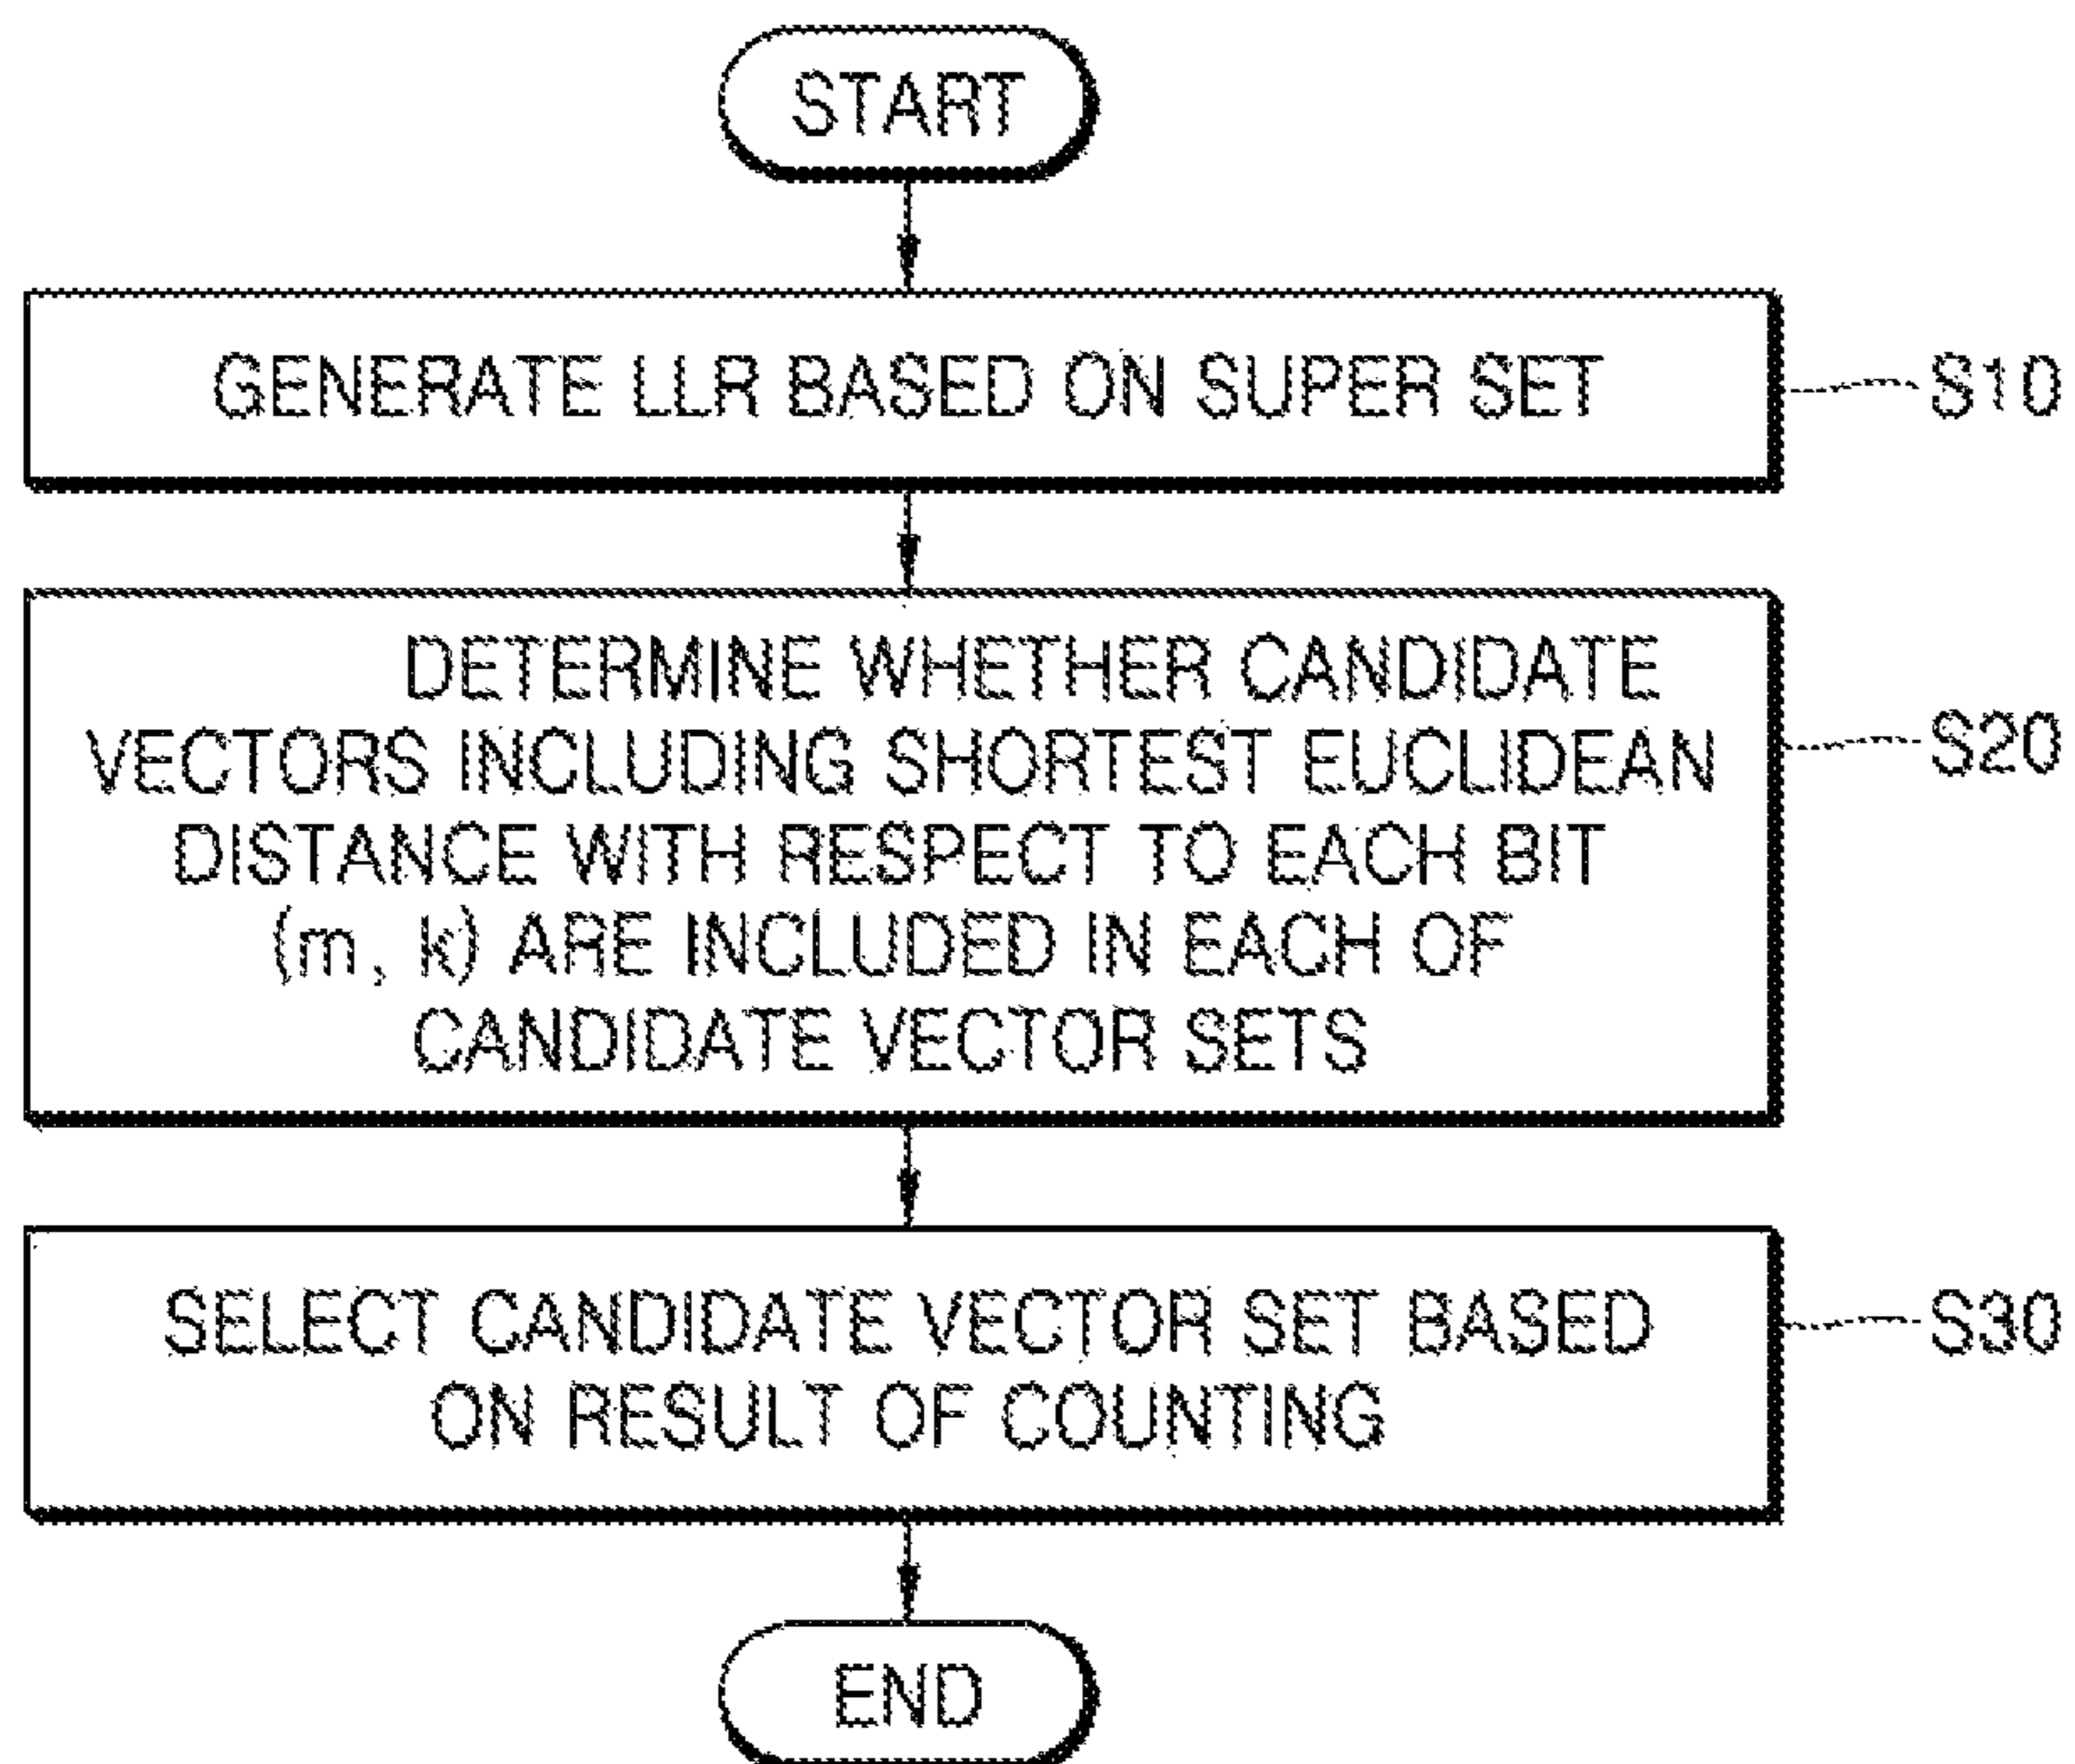 START
GENERATE LLR BASED ON SUPER SET
S10
DETERMINE WHETHER CANDIDATE
VECTORS INCLUDING SHORTEST EUCLIDEAN
DISTANCE WITH RESPECT TO EACH BIT
(m, k) ARE INCLUDED IN EACH OF
CANDIDATE VECTOR SETS
S20
SELECT CANDIDATE VECTOR SET BASED
ON RESULT OF COUNTING
S30
END